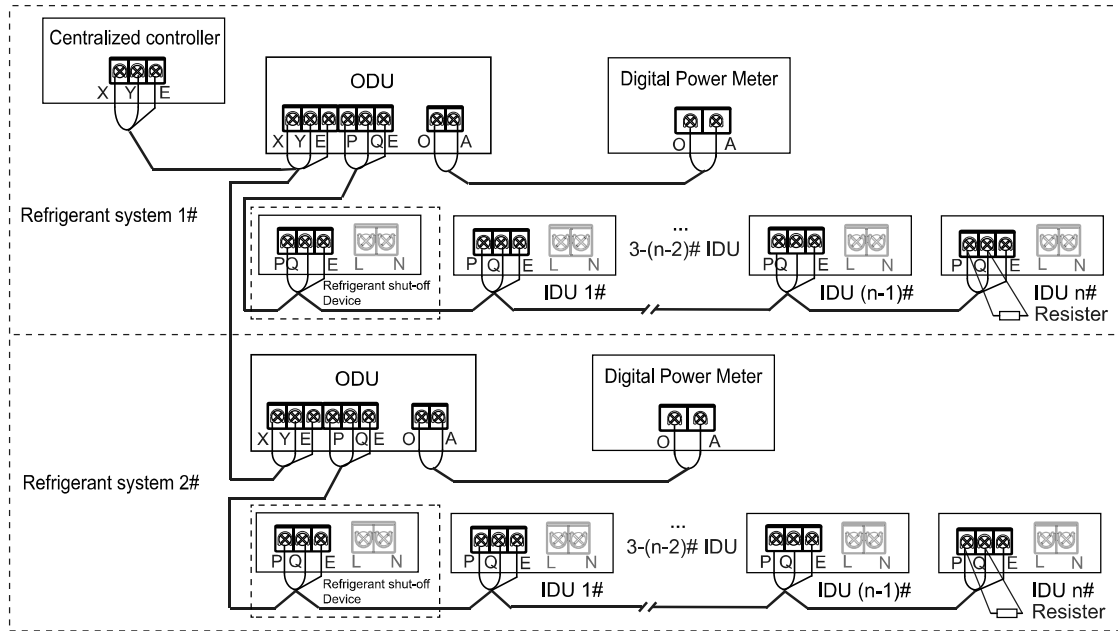 Centralized controller
X Y E
ODU
X Y E P Q E O A
Digital Power Meter
O A
Refrigerant system 1#
P Q E L N
Refrigerant shut-off
Device
P Q E L N
IDU 1#
...
3-(n-2)# IDU
P Q E L N
IDU (n-1)#
P Q E L N
IDU n#
Resister
ODU
X Y E P Q E O A
Digital Power Meter
O A
Refrigerant system 2#
P Q E L N
Refrigerant shut-off
Device
P Q E L N
IDU 1#
...
3-(n-2)# IDU
P Q E L N
IDU (n-1)#
P Q E L N
IDU n#
Resister